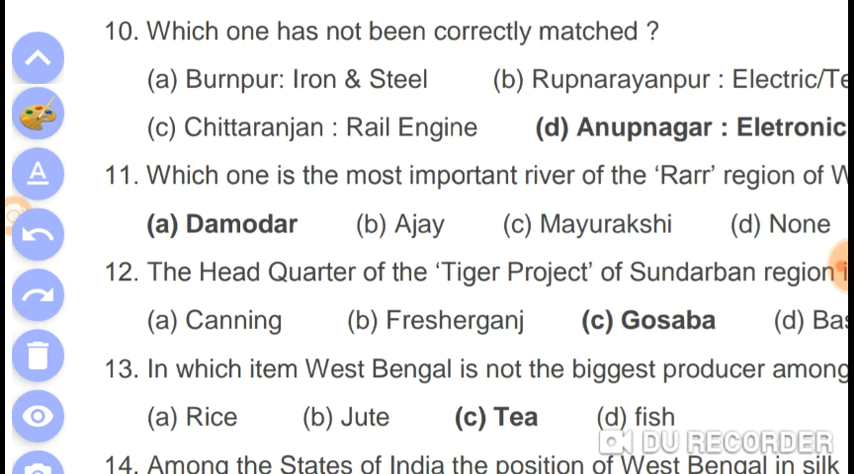 10. Which one has not been correctly matched ?
(a) Burnpur: Iron & Steel (b) Rupnarayanpur : Electric/Te
(c) Chittaranjan : Rail Engine (d) Anupnagar : Eletronic
11. Which one is the most important river of the ‘Rarr’ region of W
(a) Damodar (b) Ajay (c) Mayurakshi (d) None
12. The Head Quarter of the ‘Tiger Project’ of Sundarban region i
(a) Canning (b) Fresherganj (c) Gosaba (d) Bas
13. In which item West Bengal is not the biggest producer among
(a) Rice (b) Jute (c) Tea (d) fish
DU RECORDER
14. Among the States of India the position of West Bengal in silk
A